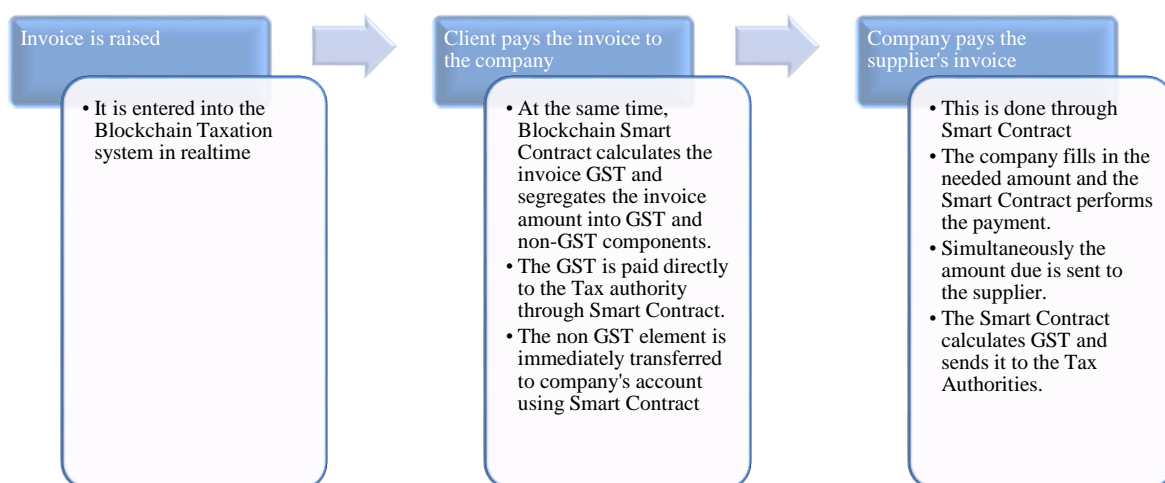 Invoice is raised
• It is entered into the
Blockchain Taxation
system in realtime
Client pays the invoice to
the company
• At the same time,
Blockchain Smart
Contract calculates the
invoice GST and
segregates the invoice
amount into GST and
non-GST components.
• The GST is paid directly
to the Tax authority
through Smart Contract.
• The non GST element is
immediately transferred
to company's account
using Smart Contract
Company pays the
supplier's invoice
• This is done through
Smart Contract
• The company fills in the
needed amount and the
Smart Contract performs
the payment.
• Simultaneously the
amount due is sent to
the supplier.
• The Smart Contract
calculates GST and
sends it to the Tax
Authorities.